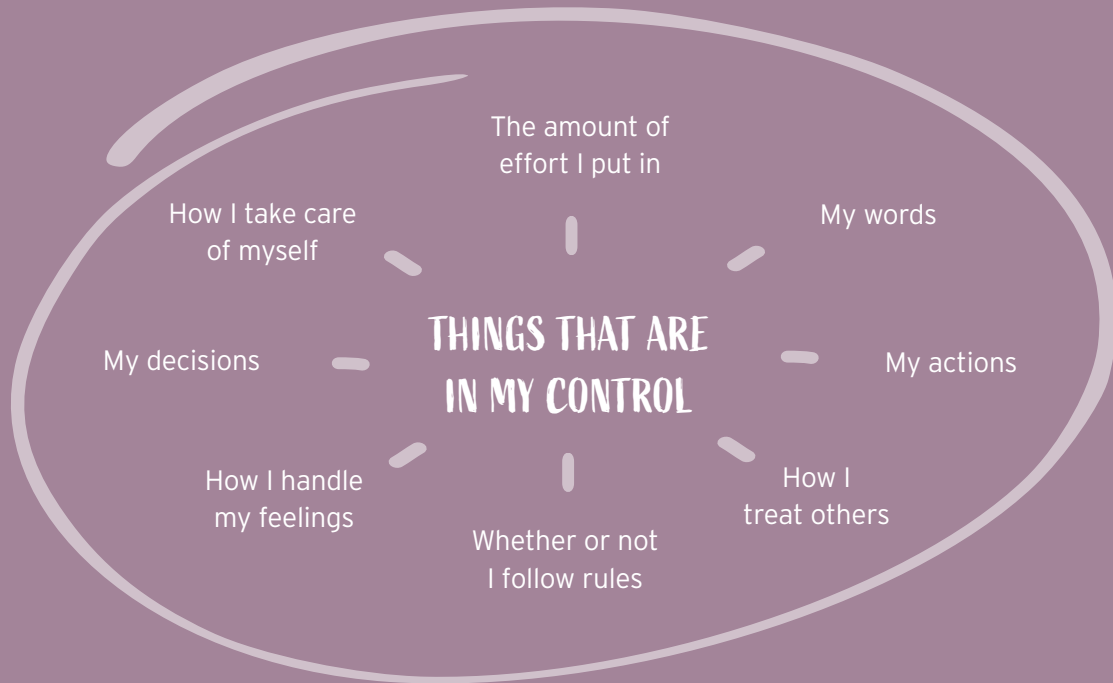 The amount of
effort I put in
How I take care
of myself
My words
THINGS THAT ARE
IN MY CONTROL
My decisions
My actions
How I handle
my feelings
How I
treat others
Whether or not
I follow rules